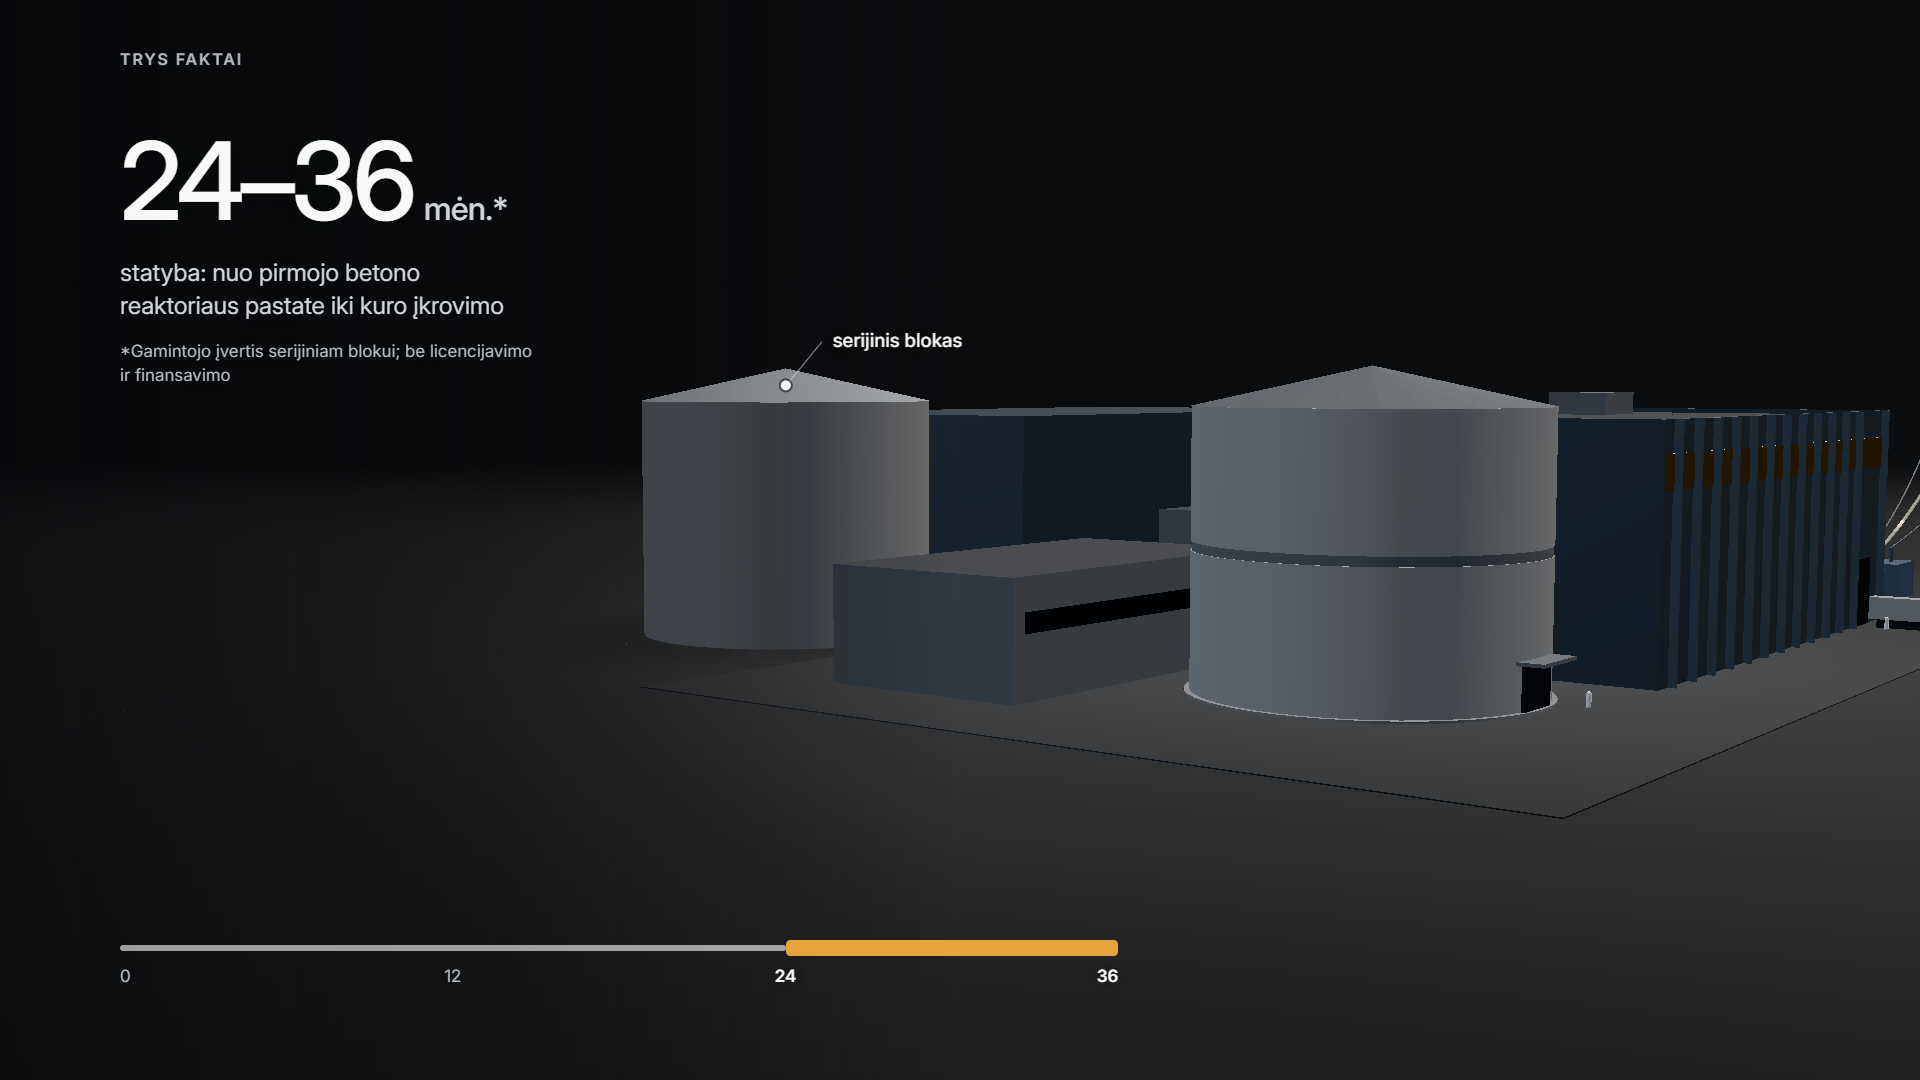 TRYS FAKTAI
24–36 mėn.*
statyba: nuo pirmojo betono
reaktoriaus pastate iki kuro įkrovimo
*Gamintojo įvertis serijiniam blokui; be licencijavimo
ir finansavimo
serijinis blokas
0 12 24 36